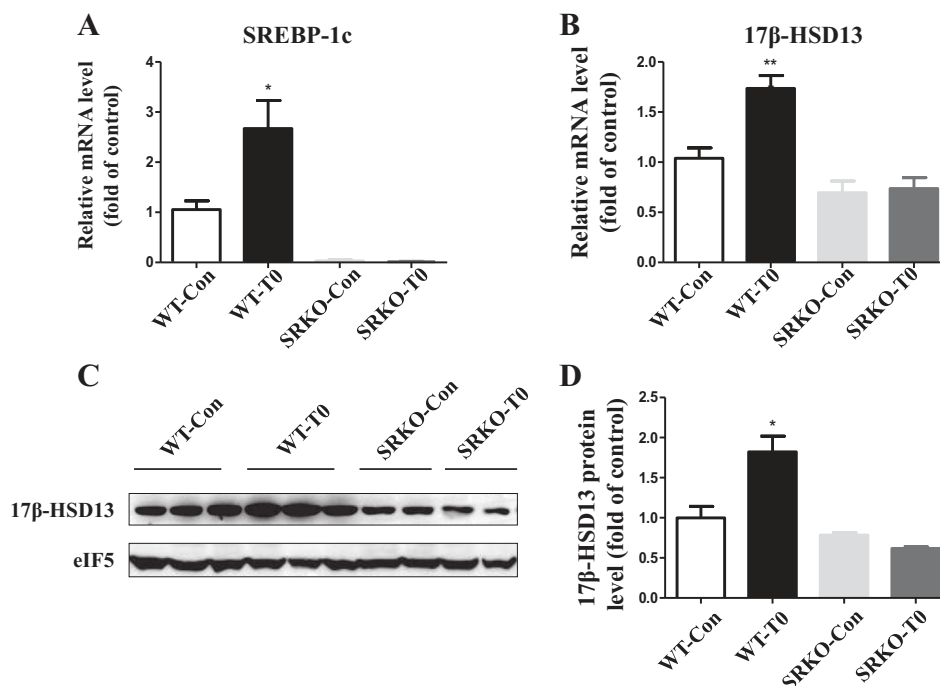 A
SREBP-1c
Relative mRNA level
(fold of control)
4
3
2
1
0
WT-Con
WT-T0
SRKO-Con
SRKO-T0
*
B
17β-HSD13
Relative mRNA level
(fold of control)
2.0
1.5
1.0
0.5
0.0
WT-Con
WT-T0
SRKO-Con
SRKO-T0
**
C
WT-Con
WT-T0
SRKO-Con
SRKO-T0
17β-HSD13
eIF5
D
17β-HSD13 protein
level (fold of control)
2.5
2.0
1.5
1.0
0.5
0.0
WT-Con
WT-T0
SRKO-Con
SRKO-T0
*